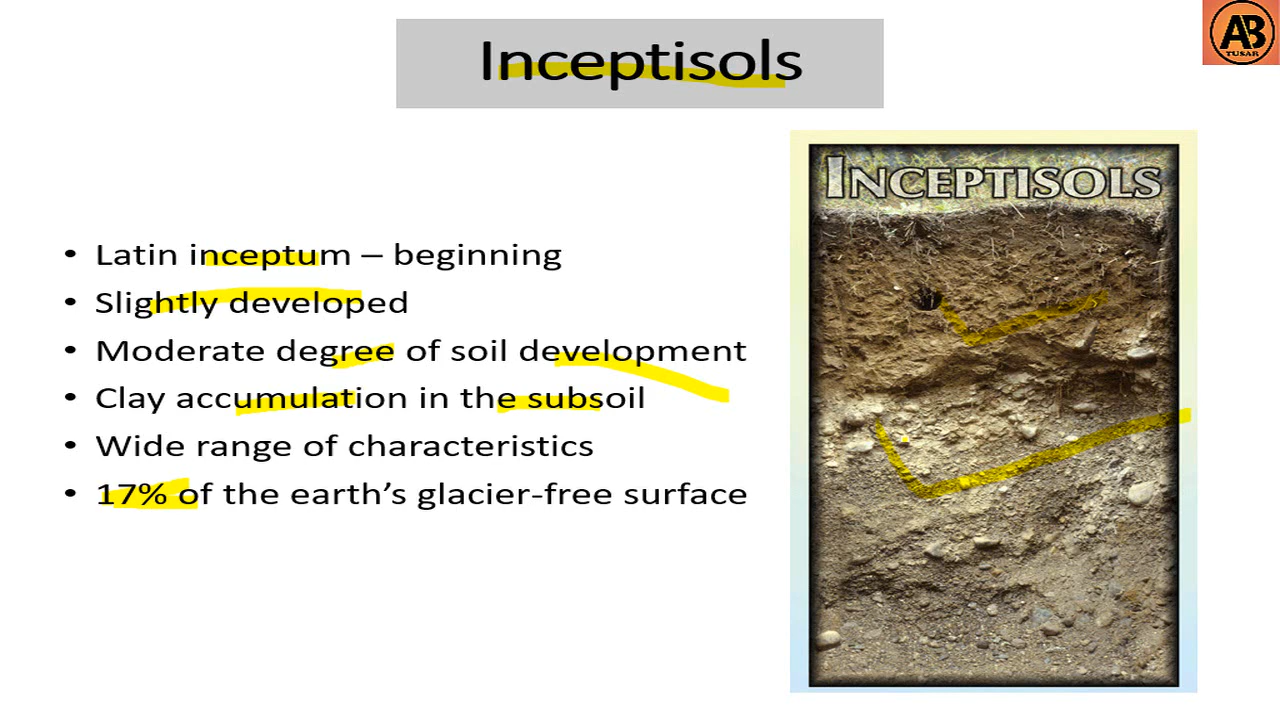 Inceptisols
AB
TUSAR
INCEPTISOLS
• Latin inceptum – beginning
• Slightly developed
• Moderate degree of soil development
• Clay accumulation in the subsoil
• Wide range of characteristics
• 17% of the earth’s glacier-free surface